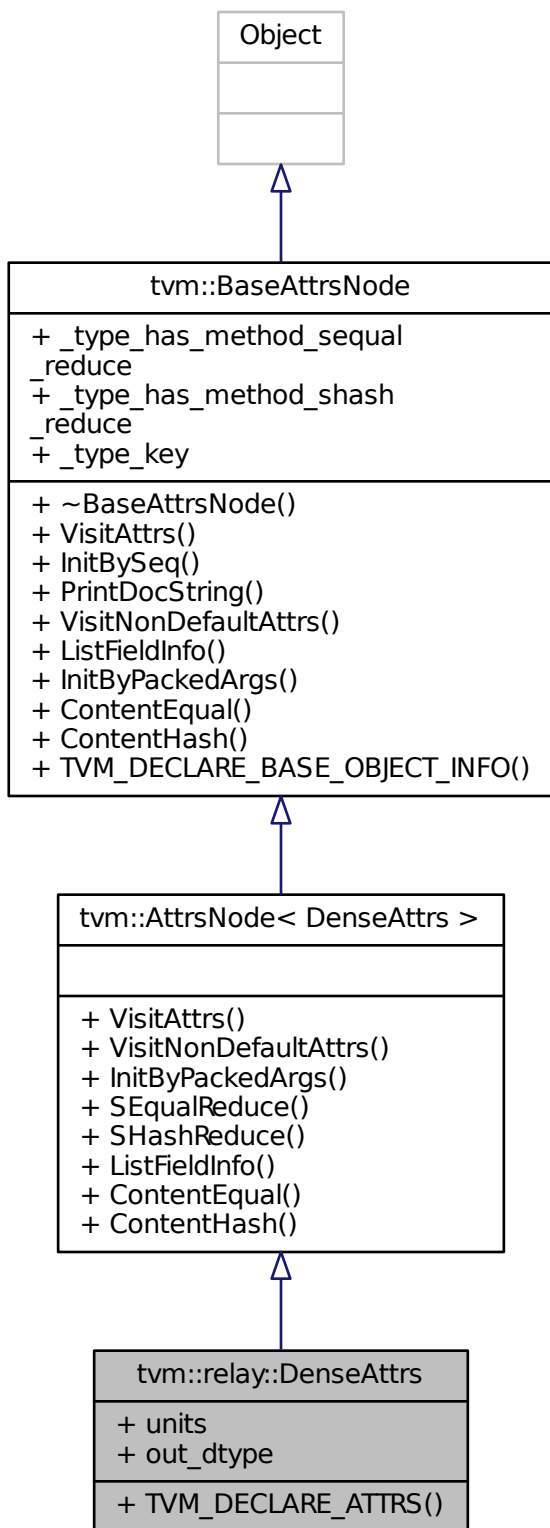 Object
tvm::BaseAttrsNode
+ _type_has_method_sequal
_reduce
+ _type_has_method_shash
_reduce
+ _type_key
+ ~BaseAttrsNode()
+ VisitAttrs()
+ InitBySeq()
+ PrintDocString()
+ VisitNonDefaultAttrs()
+ ListFieldInfo()
+ InitByPackedArgs()
+ ContentEqual()
+ ContentHash()
+ TVM_DECLARE_BASE_OBJECT_INFO()
tvm::AttrsNode< DenseAttrs >
+ VisitAttrs()
+ VisitNonDefaultAttrs()
+ InitByPackedArgs()
+ SEqualReduce()
+ SHashReduce()
+ ListFieldInfo()
+ ContentEqual()
+ ContentHash()
tvm::relay::DenseAttrs
+ units
+ out_dtype
+ TVM_DECLARE_ATTRS()